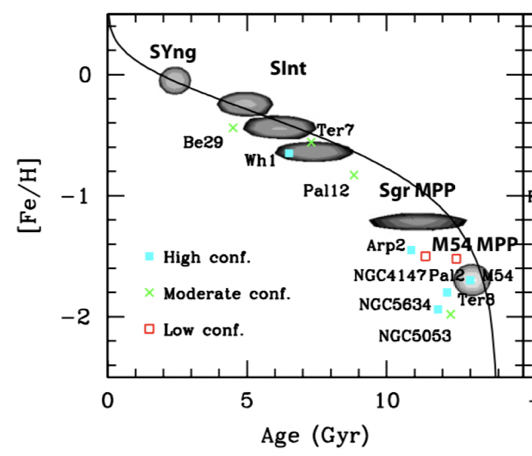 SYng
SInt
0
Be29
Ter7
Wh1
Pal12
Sgr MPP
-1
Arp2
M54 MPP
High conf.
NGC4147
Pal2
M54
Moderate conf.
NGC5634
Ter8
-2
Low conf.
NGC5053
[Fe/H]
0
5
10
Age (Gyr)